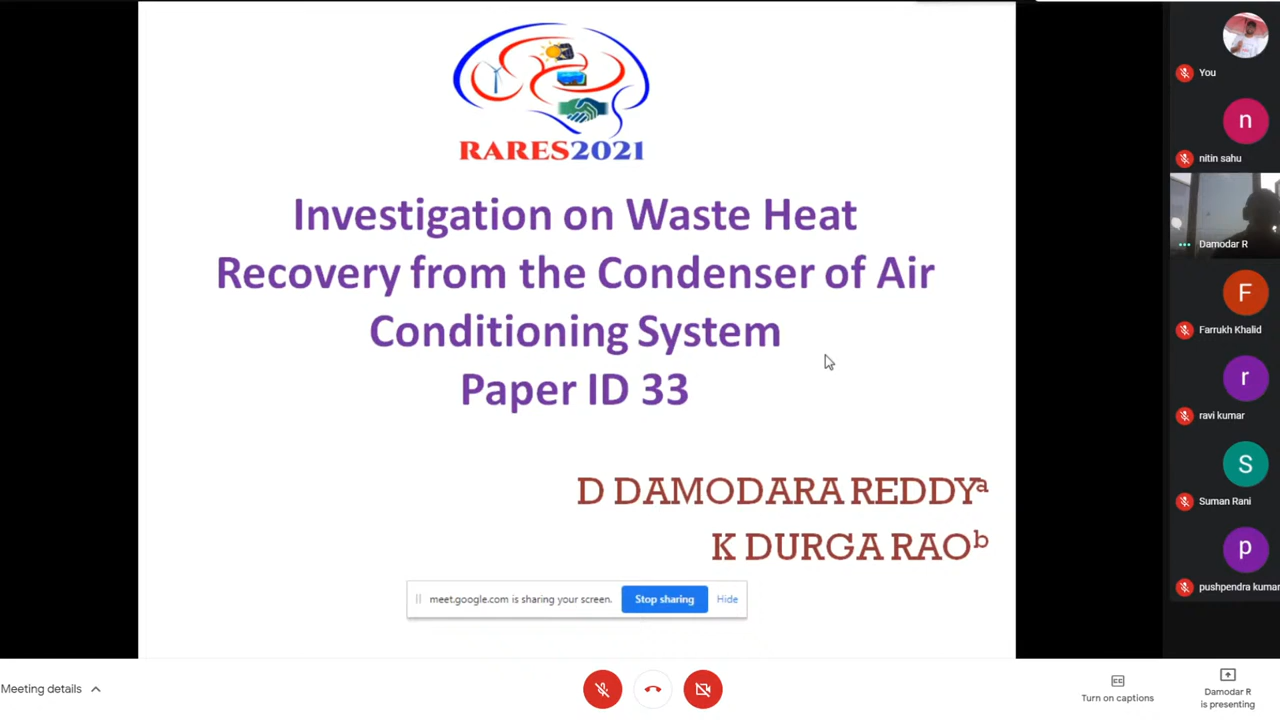 RARES2021
Investigation on Waste Heat
Recovery from the Condenser of Air
Conditioning System
Paper ID 33
D DAMODARA REDDYᵃ
K DURGA RAOᵇ
meet.google.com is sharing your screen.
Stop sharing
Hide
You
n
nitin sahu
Damodar R
F
Farrukh Khalid
r
ravi kumar
S
Suman Rani
p
pushpendra kumar
Meeting details
CC
Turn on captions
Damodar R
is presenting